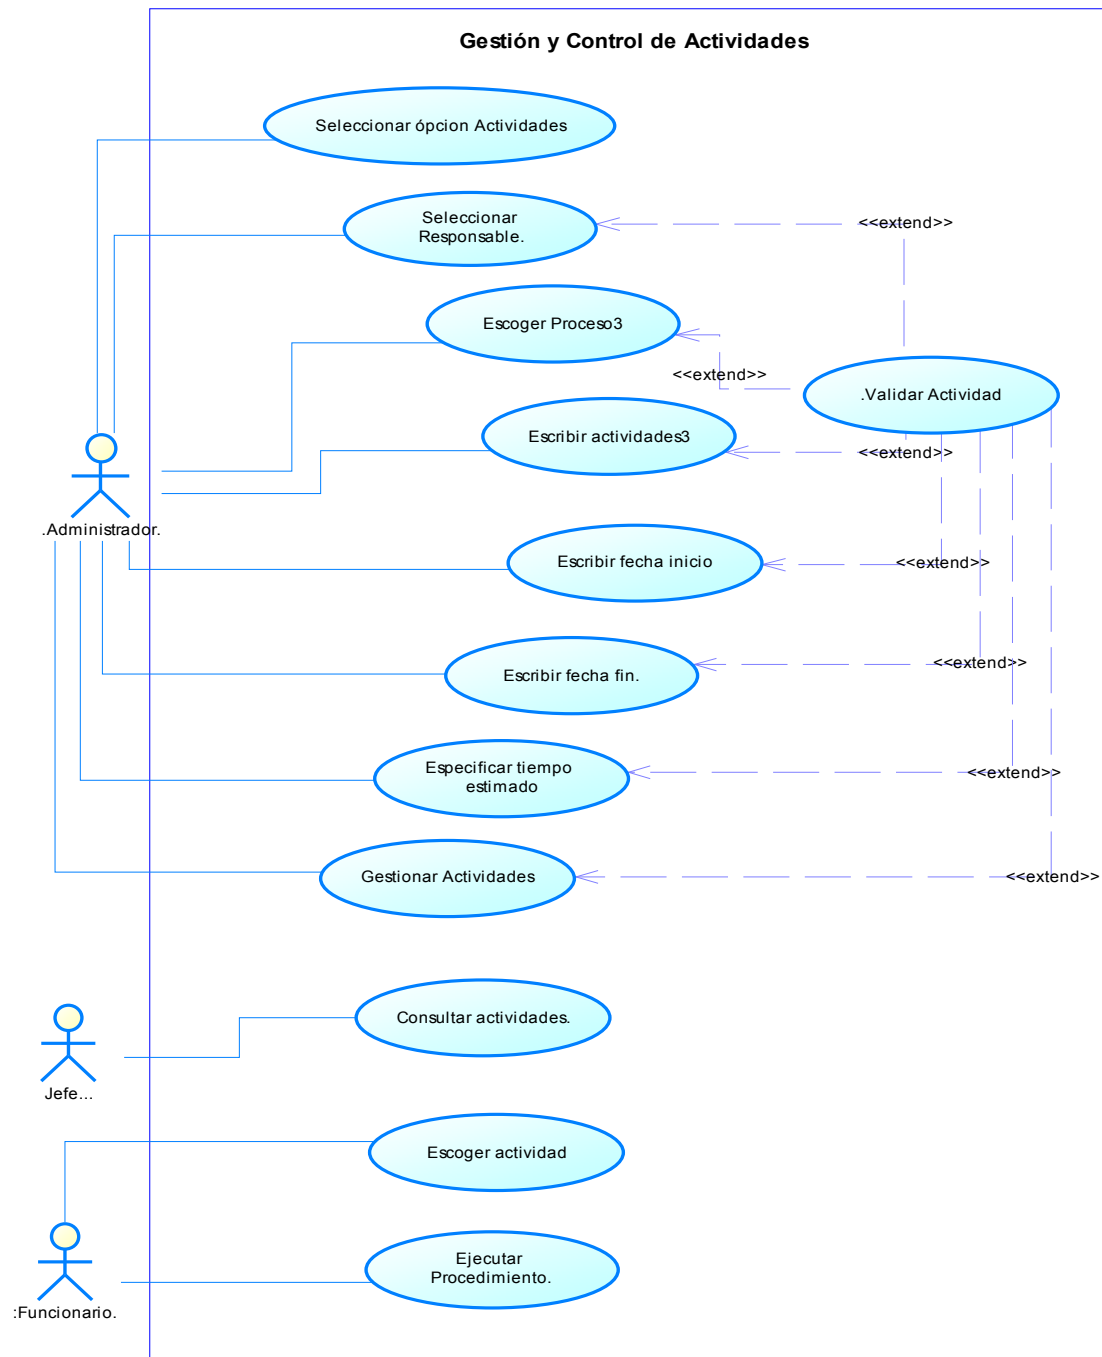 Gestión y Control de Actividades
Seleccionar ópcion Actividades
Seleccionar
Responsable.
<<extend>>
Escoger Proceso3
<<extend>>
.Validar Actividad
Escribir actividades3
<<extend>>
.Administrador.
Escribir fecha inicio
<<extend>>
Escribir fecha fin.
<<extend>>
Especificar tiempo
estimado
<<extend>>
Gestionar Actividades
<<extend>>
Consultar actividades.
Jefe...
Escoger actividad
Ejecutar
Procedimiento.
:Funcionario.